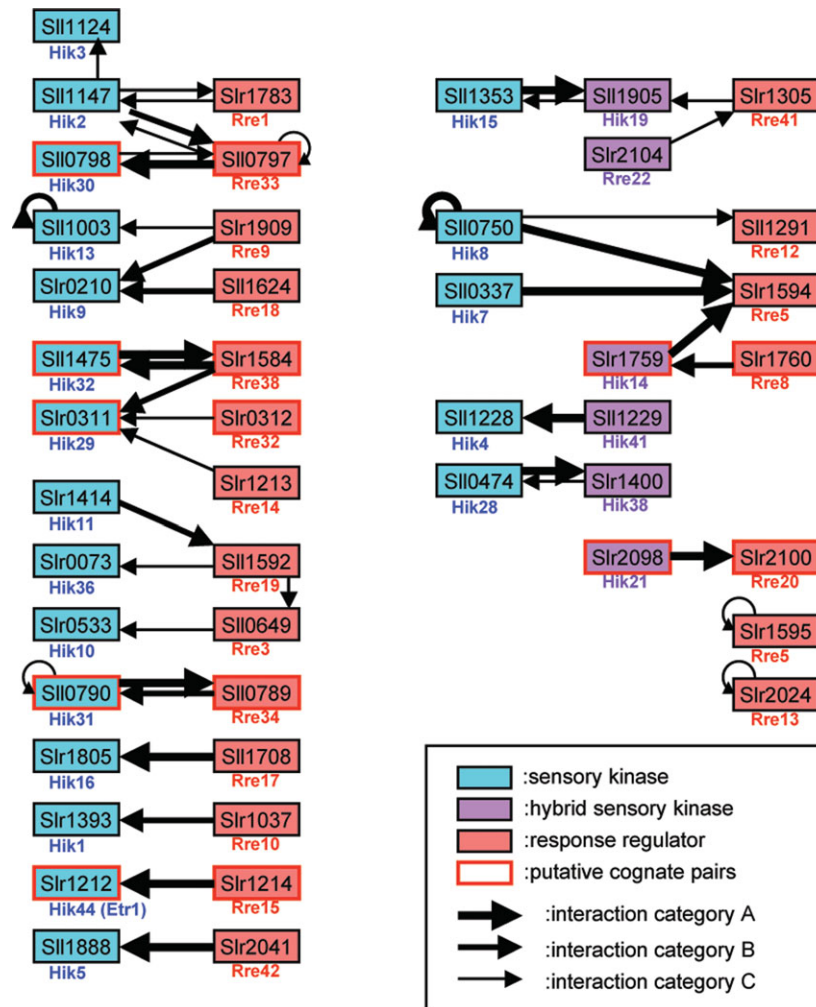 Sll1124
Hik3
Sll1147
Hik2
Slr1783
Rre1
Sll0798
Hik30
Sll0797
Rre33
Sll1003
Hik13
Slr1909
Rre9
Slr0210
Hik9
Sll1624
Rre18
Sll1475
Hik32
Slr1584
Rre38
Slr0311
Hik29
Slr0312
Rre32
Slr1213
Rre14
Slr1414
Hik11
Slr0073
Hik36
Sll1592
Rre19
Slr0533
Hik10
Sll0649
Rre3
Sll0790
Hik31
Sll0789
Rre34
Slr1805
Hik16
Sll1708
Rre17
Slr1393
Hik1
Slr1037
Rre10
Slr1212
Hik44 (Etr1)
Slr1214
Rre15
Sll1888
Hik5
Slr2041
Rre42
Sll1353
Hik15
Sll1905
Hik19
Slr1305
Rre41
Slr2104
Rre22
Sll0750
Hik8
Sll1291
Rre12
Sll0337
Hik7
Slr1594
Rre5
Slr1759
Hik14
Slr1760
Rre8
Sll1228
Hik4
Sll1229
Hik41
Sll0474
Hik28
Slr1400
Hik38
Slr2098
Hik21
Slr2100
Rre20
Slr1595
Rre5
Slr2024
Rre13
:sensory kinase
:hybrid sensory kinase
:response regulator
:putative cognate pairs
:interaction category A
:interaction category B
:interaction category C